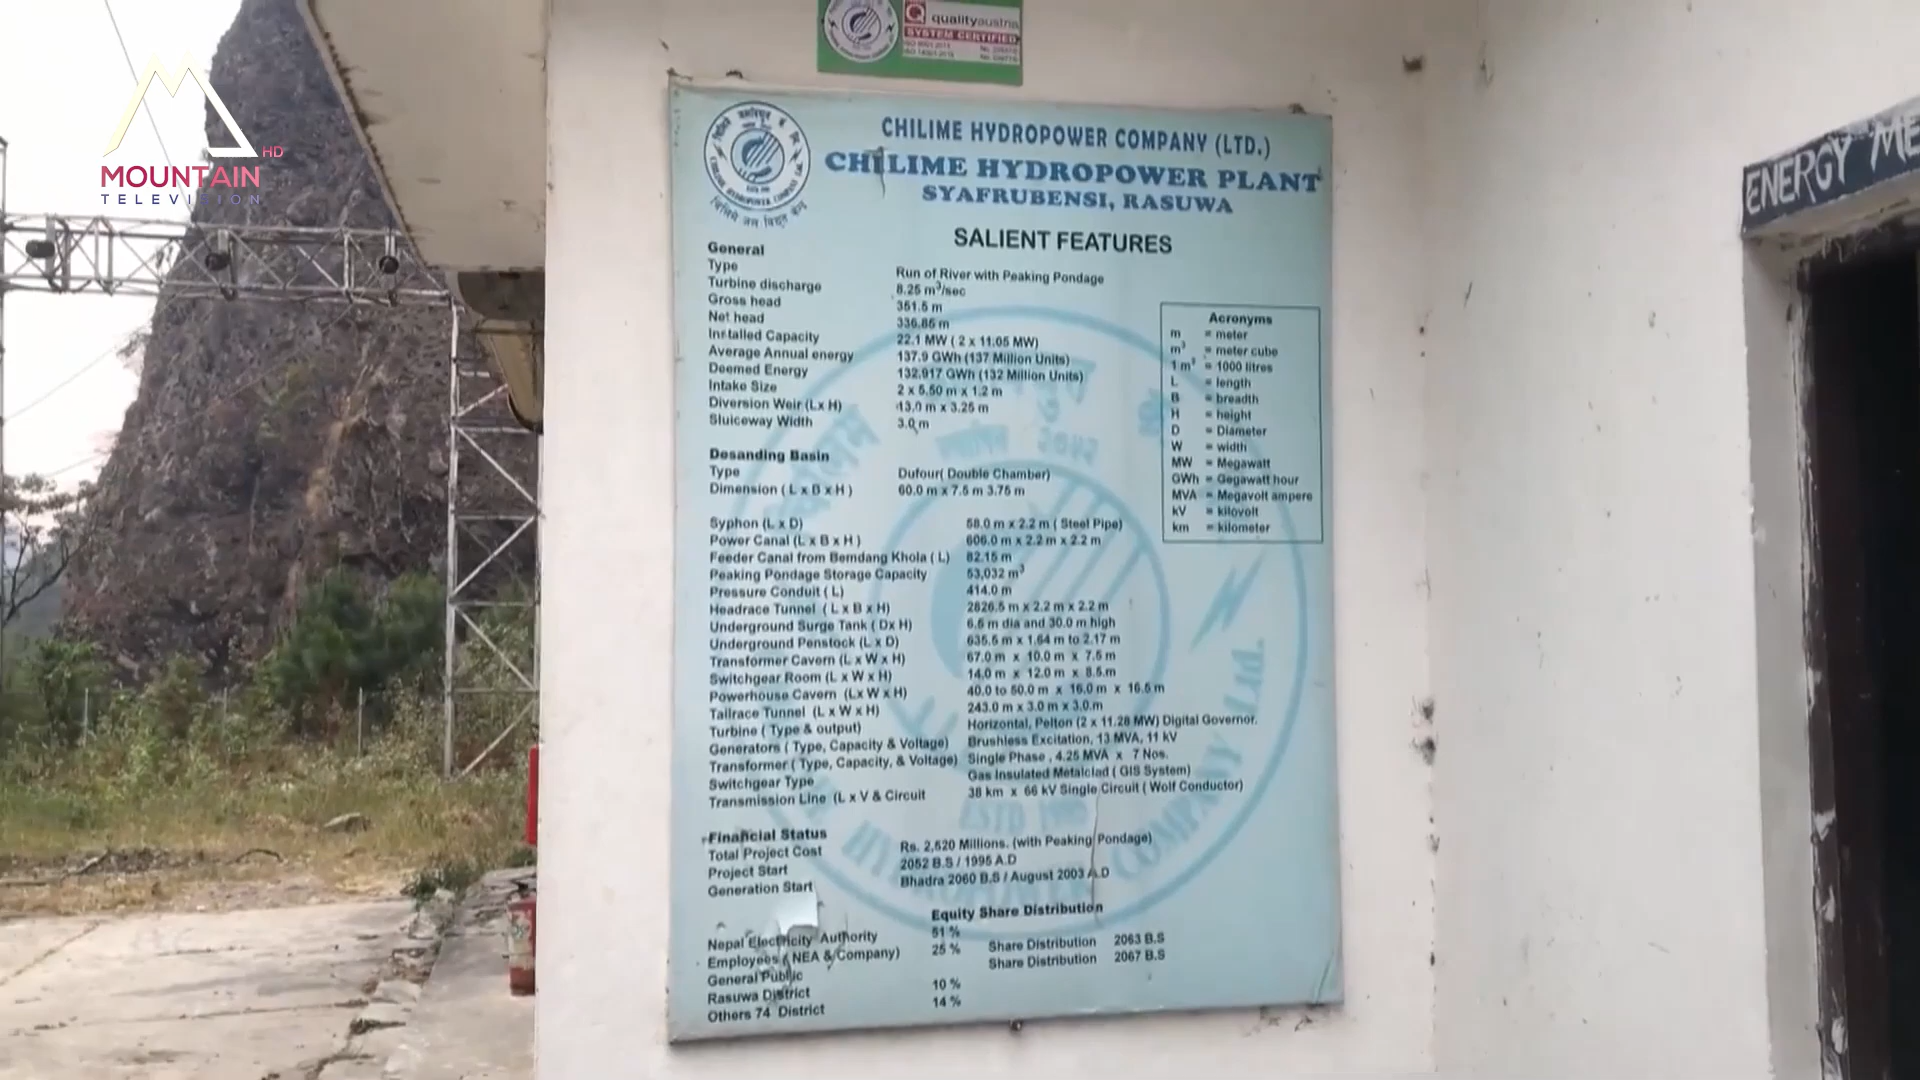 qualityaustria
SYSTEM CERTIFIED
MOUNTAIN HD
TELEVISION
ENERGY ME
CHILIME HYDROPOWER COMPANY (LTD.)
CHILIME HYDROPOWER PLANT
SYAFRUBENSI, RASUWA
SALIENT FEATURES
General
Type Run of River with Peaking Pondage
Turbine discharge 8.25 m³/sec
Gross head 351.5 m
Net head 336.85 m
Installed Capacity 22.1 MW ( 2 x 11.05 MW)
Average Annual energy 137.9 GWh (137 Million Units)
Deemed Energy 132.917 GWh (132 Million Units)
Intake Size 2 x 5.50 m x 1.2 m
Diversion Weir (L x H) 13.0 m x 3.25 m
Sluiceway Width 3.0 m
Acronyms
m = meter
m³ = meter cube
1 m³ = 1000 litres
L = length
B = breadth
H = height
D = Diameter
W = width
MW = Megawatt
GWh = Gegawatt hour
MVA = Megavolt ampere
kV = kilovolt
km = kilometer
Desanding Basin
Type Dufour( Double Chamber)
Dimension ( L x B x H ) 60.0 m x 7.5 m 3.75 m
Syphon (L x D) 58.0 m x 2.2 m ( Steel Pipe)
Power Canal (L x B x H ) 606.0 m x 2.2 m x 2.2 m
Feeder Canal from Bemdang Khola ( L) 82.15 m
Peaking Pondage Storage Capacity 53,032 m³
Pressure Conduit ( L) 414.0 m
Headrace Tunnel ( L x B x H) 2826.5 m x 2.2 m x 2.2 m
Underground Surge Tank ( Dx H) 6.5 m dia and 30.0 m high
Underground Penstock (L x D) 635.5 m x 1.64 m to 2.17 m
Transformer Cavern (L x W x H) 67.0 m x 10.0 m x 7.5 m
Switchgear Room (L x W x H) 14.0 m x 12.0 m x 8.5.m
Powerhouse Cavern (Lx W x H) 40.0 to 50.0 m x 16.0 m x 16.5 m
Tailrace Tunnel (L x W x H) 243.0 m x 3.0 m x 3.0.m
Turbine ( Type & output) Horizontal, Pelton (2 x 11.28 MW) Digital Governor.
Generators ( Type, Capacity & Voltage) Brushless Excitation, 13 MVA, 11 kV
Transformer ( Type, Capacity, & Voltage) Single Phase , 4.25 MVA x 7 Nos.
Switchgear Type Gas Insulated Metalclad ( GIS System)
Transmission Line (L x V & Circuit 38 km x 66 kV Single Circuit ( Wolf Conductor)
Financial Status
Total Project Cost Rs. 2,520 Millions. (with Peaking Pondage)
Project Start 2052 B.S / 1995 A.D
Generation Start Bhadra 2060 B.S / August 2003 A.D
Equity Share Distribution
Nepal Electricity Authority 51 %
Employees ( NEA & Company) 25 % Share Distribution 2063 B.S
General Public Share Distribution 2067 B.S
Rasuwa District 10 %
Others 74 District 14 %